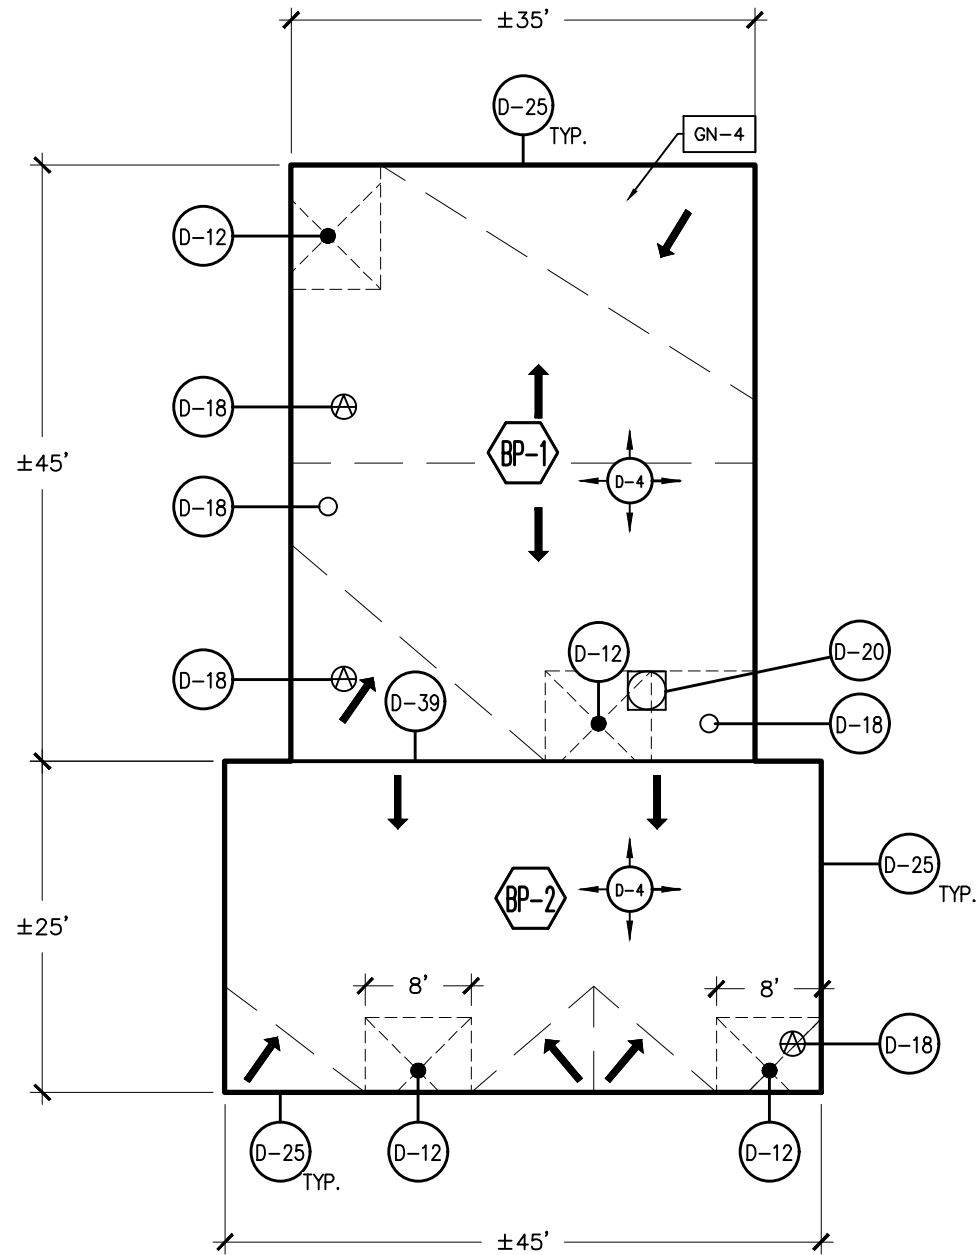 ±35'
D-25
TYP.
GN-4
D-12
D-18
BP-1
D-4
±45'
D-18
D-12
D-20
D-18
D-39
D-18
D-25
TYP.
BP-2
D-4
±25'
8'
8'
D-18
D-25
TYP.
D-12
D-12
±45'